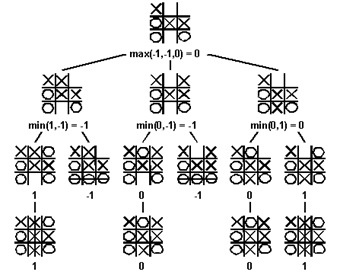 max(-1,-1,0) = 0
min(1,-1) = -1 min(0,-1) = -1 min(0,1) = 0
1 -1 0 -1 0 1
1 0 0 1